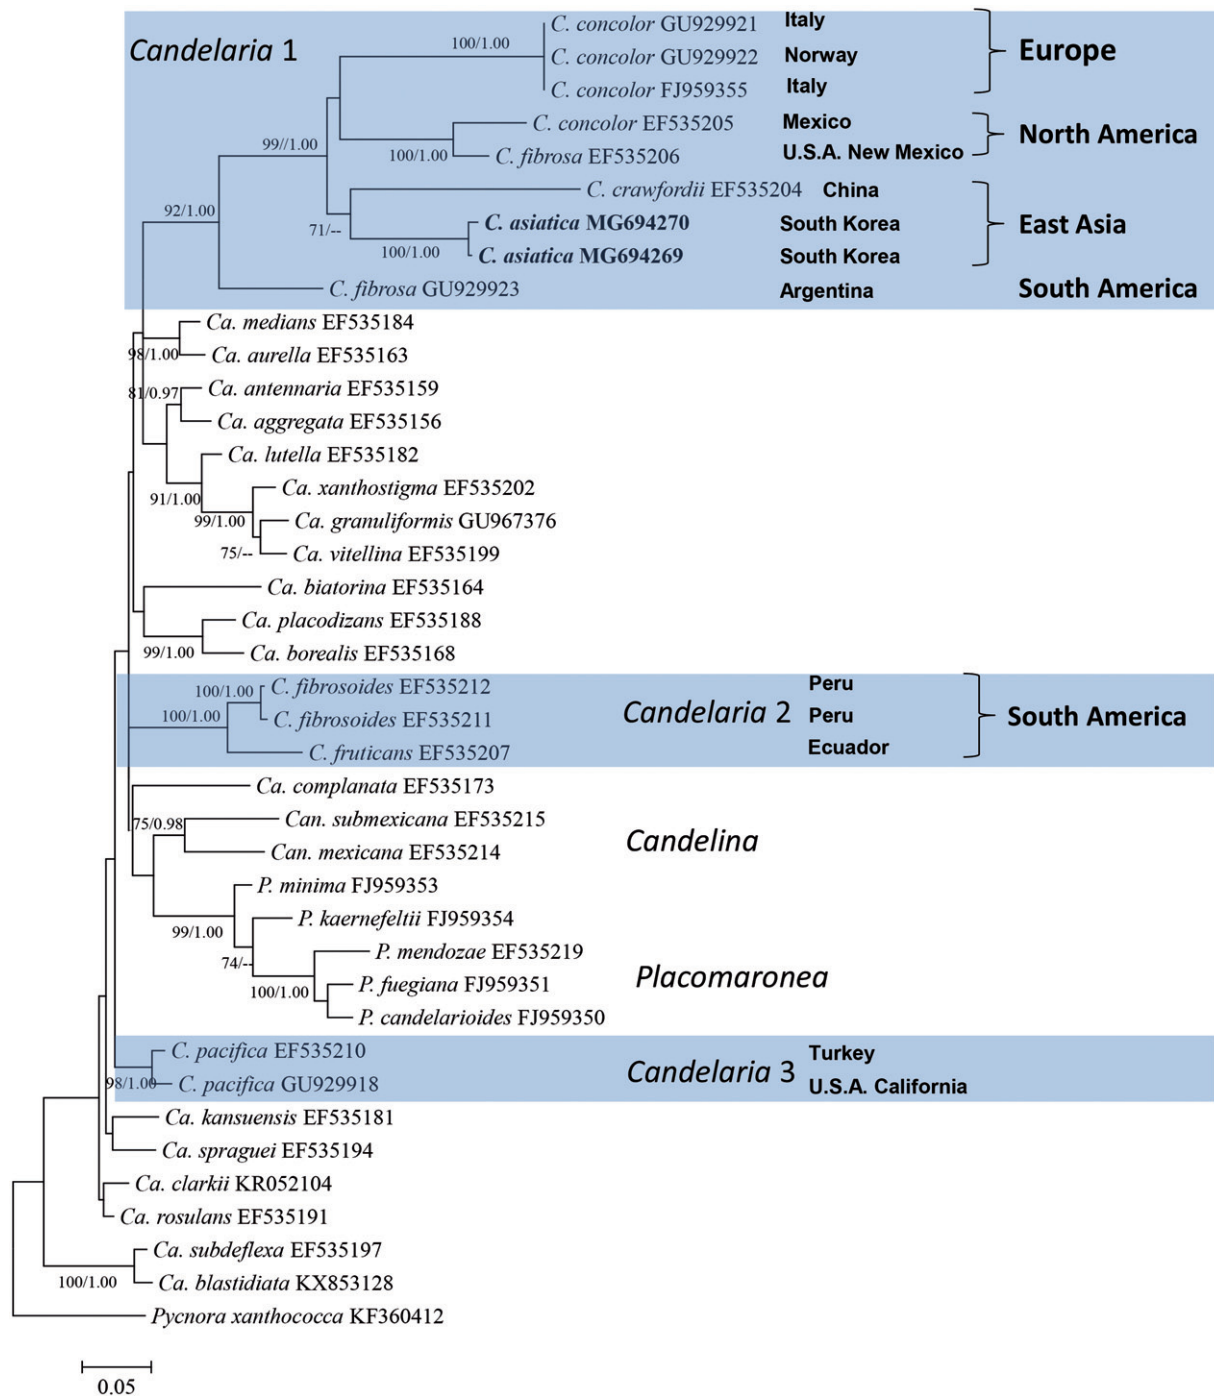 Candelaria 1
100/1.00
C. concolor GU929921 Italy
C. concolor GU929922 Norway
C. concolor FJ959355 Italy
Europe
99//1.00
C. concolor EF535205 Mexico
100/1.00
C. fibrosa EF535206 U.S.A. New Mexico
North America
C. crawfordii EF535204 China
92/1.00
71/--
C. asiatica MG694270 South Korea
100/1.00
C. asiatica MG694269 South Korea
East Asia
C. fibrosa GU929923 Argentina South America
Ca. medians EF535184
98/1.00
Ca. aurella EF535163
81/0.97
Ca. antennaria EF535159
Ca. aggregata EF535156
Ca. lutella EF535182
91/1.00
Ca. xanthostigma EF535202
99/1.00
Ca. granuliformis GU967376
75/--
Ca. vitellina EF535199
Ca. biatorina EF535164
Ca. placodizans EF535188
99/1.00
Ca. borealis EF535168
100/1.00
C. fibrosoides EF535212 Peru
100/1.00
C. fibrosoides EF535211 Candelaria 2 Peru South America
C. fruticans EF535207 Ecuador
Ca. complanata EF535173
75/0.98
Can. submexicana EF535215
Candelina
Can. mexicana EF535214
P. minima FJ959353
99/1.00
P. kaernefeltii FJ959354
74/--
P. mendozae EF535219
Placomaronea
100/1.00
P. fuegiana FJ959351
P. candelarioides FJ959350
C. pacifica EF535210 Turkey
Candelaria 3
98/1.00
C. pacifica GU929918 U.S.A. California
Ca. kansuensis EF535181
Ca. spraguei EF535194
Ca. clarkii KR052104
Ca. rosulans EF535191
Ca. subdeflexa EF535197
100/1.00
Ca. blastidiata KX853128
Pycnora xanthococca KF360412
0.05